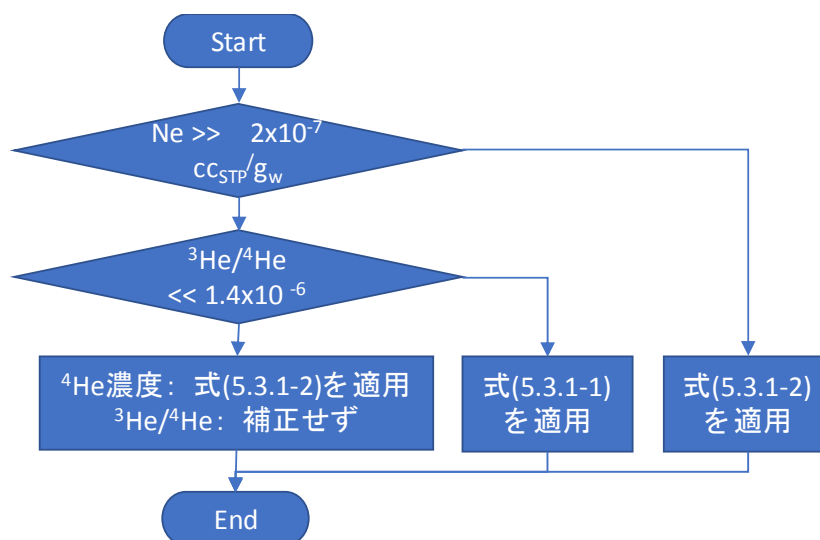 Start
Ne >> 2x10⁻⁷
cc_STP/g_w
³He/⁴He
<< 1.4x10 ⁻⁶
⁴He濃度： 式(5.3.1-2)を適用
³He/⁴He： 補正せず
式(5.3.1-1)
を適用
式(5.3.1-2)
を適用
End